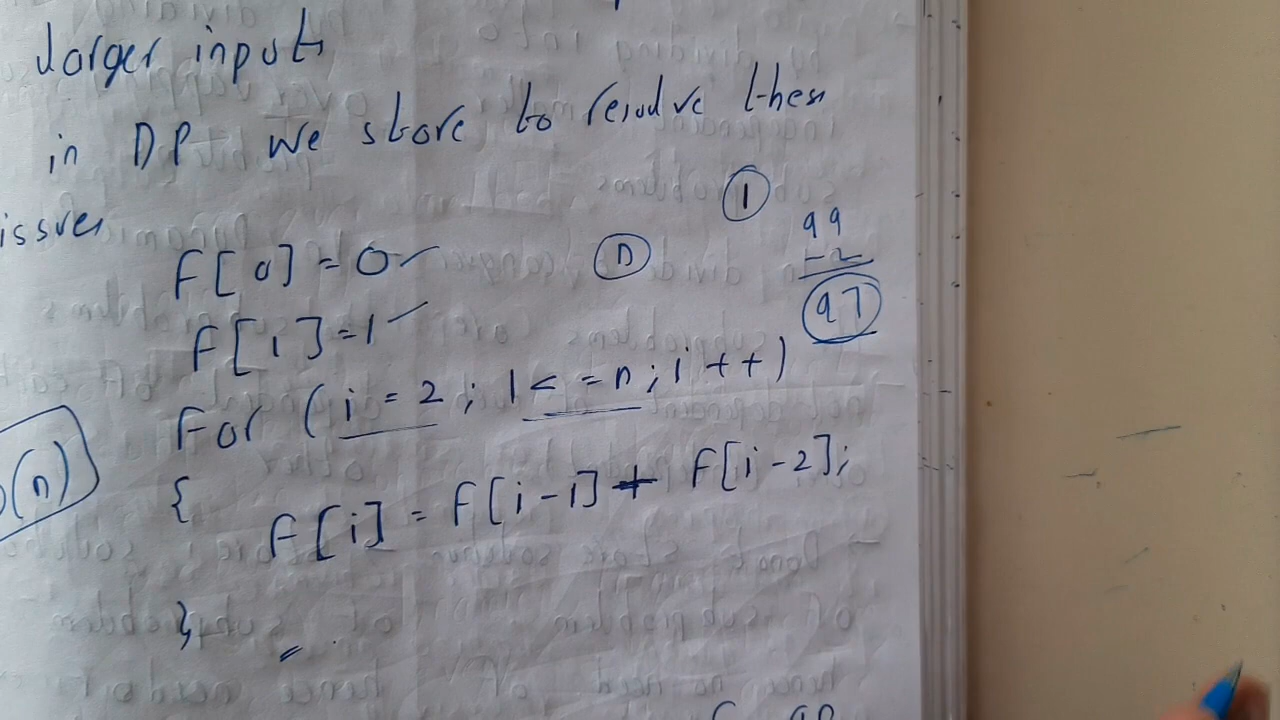 larger inputs
in DP we store to resolve these
issues
1
F[0] = 0
n
99
- 2
97
F[1] = 1
For (i = 2; i <= n; i ++)
(n)
{
F[i] = F[i-1] + F[i-2];
}